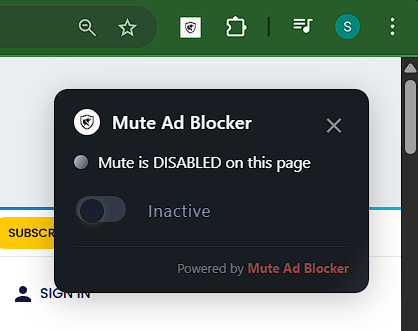 S
Mute Ad Blocker
Mute is DISABLED on this page
Inactive
SUBSCR
Powered by Mute Ad Blocker
SIGN IN